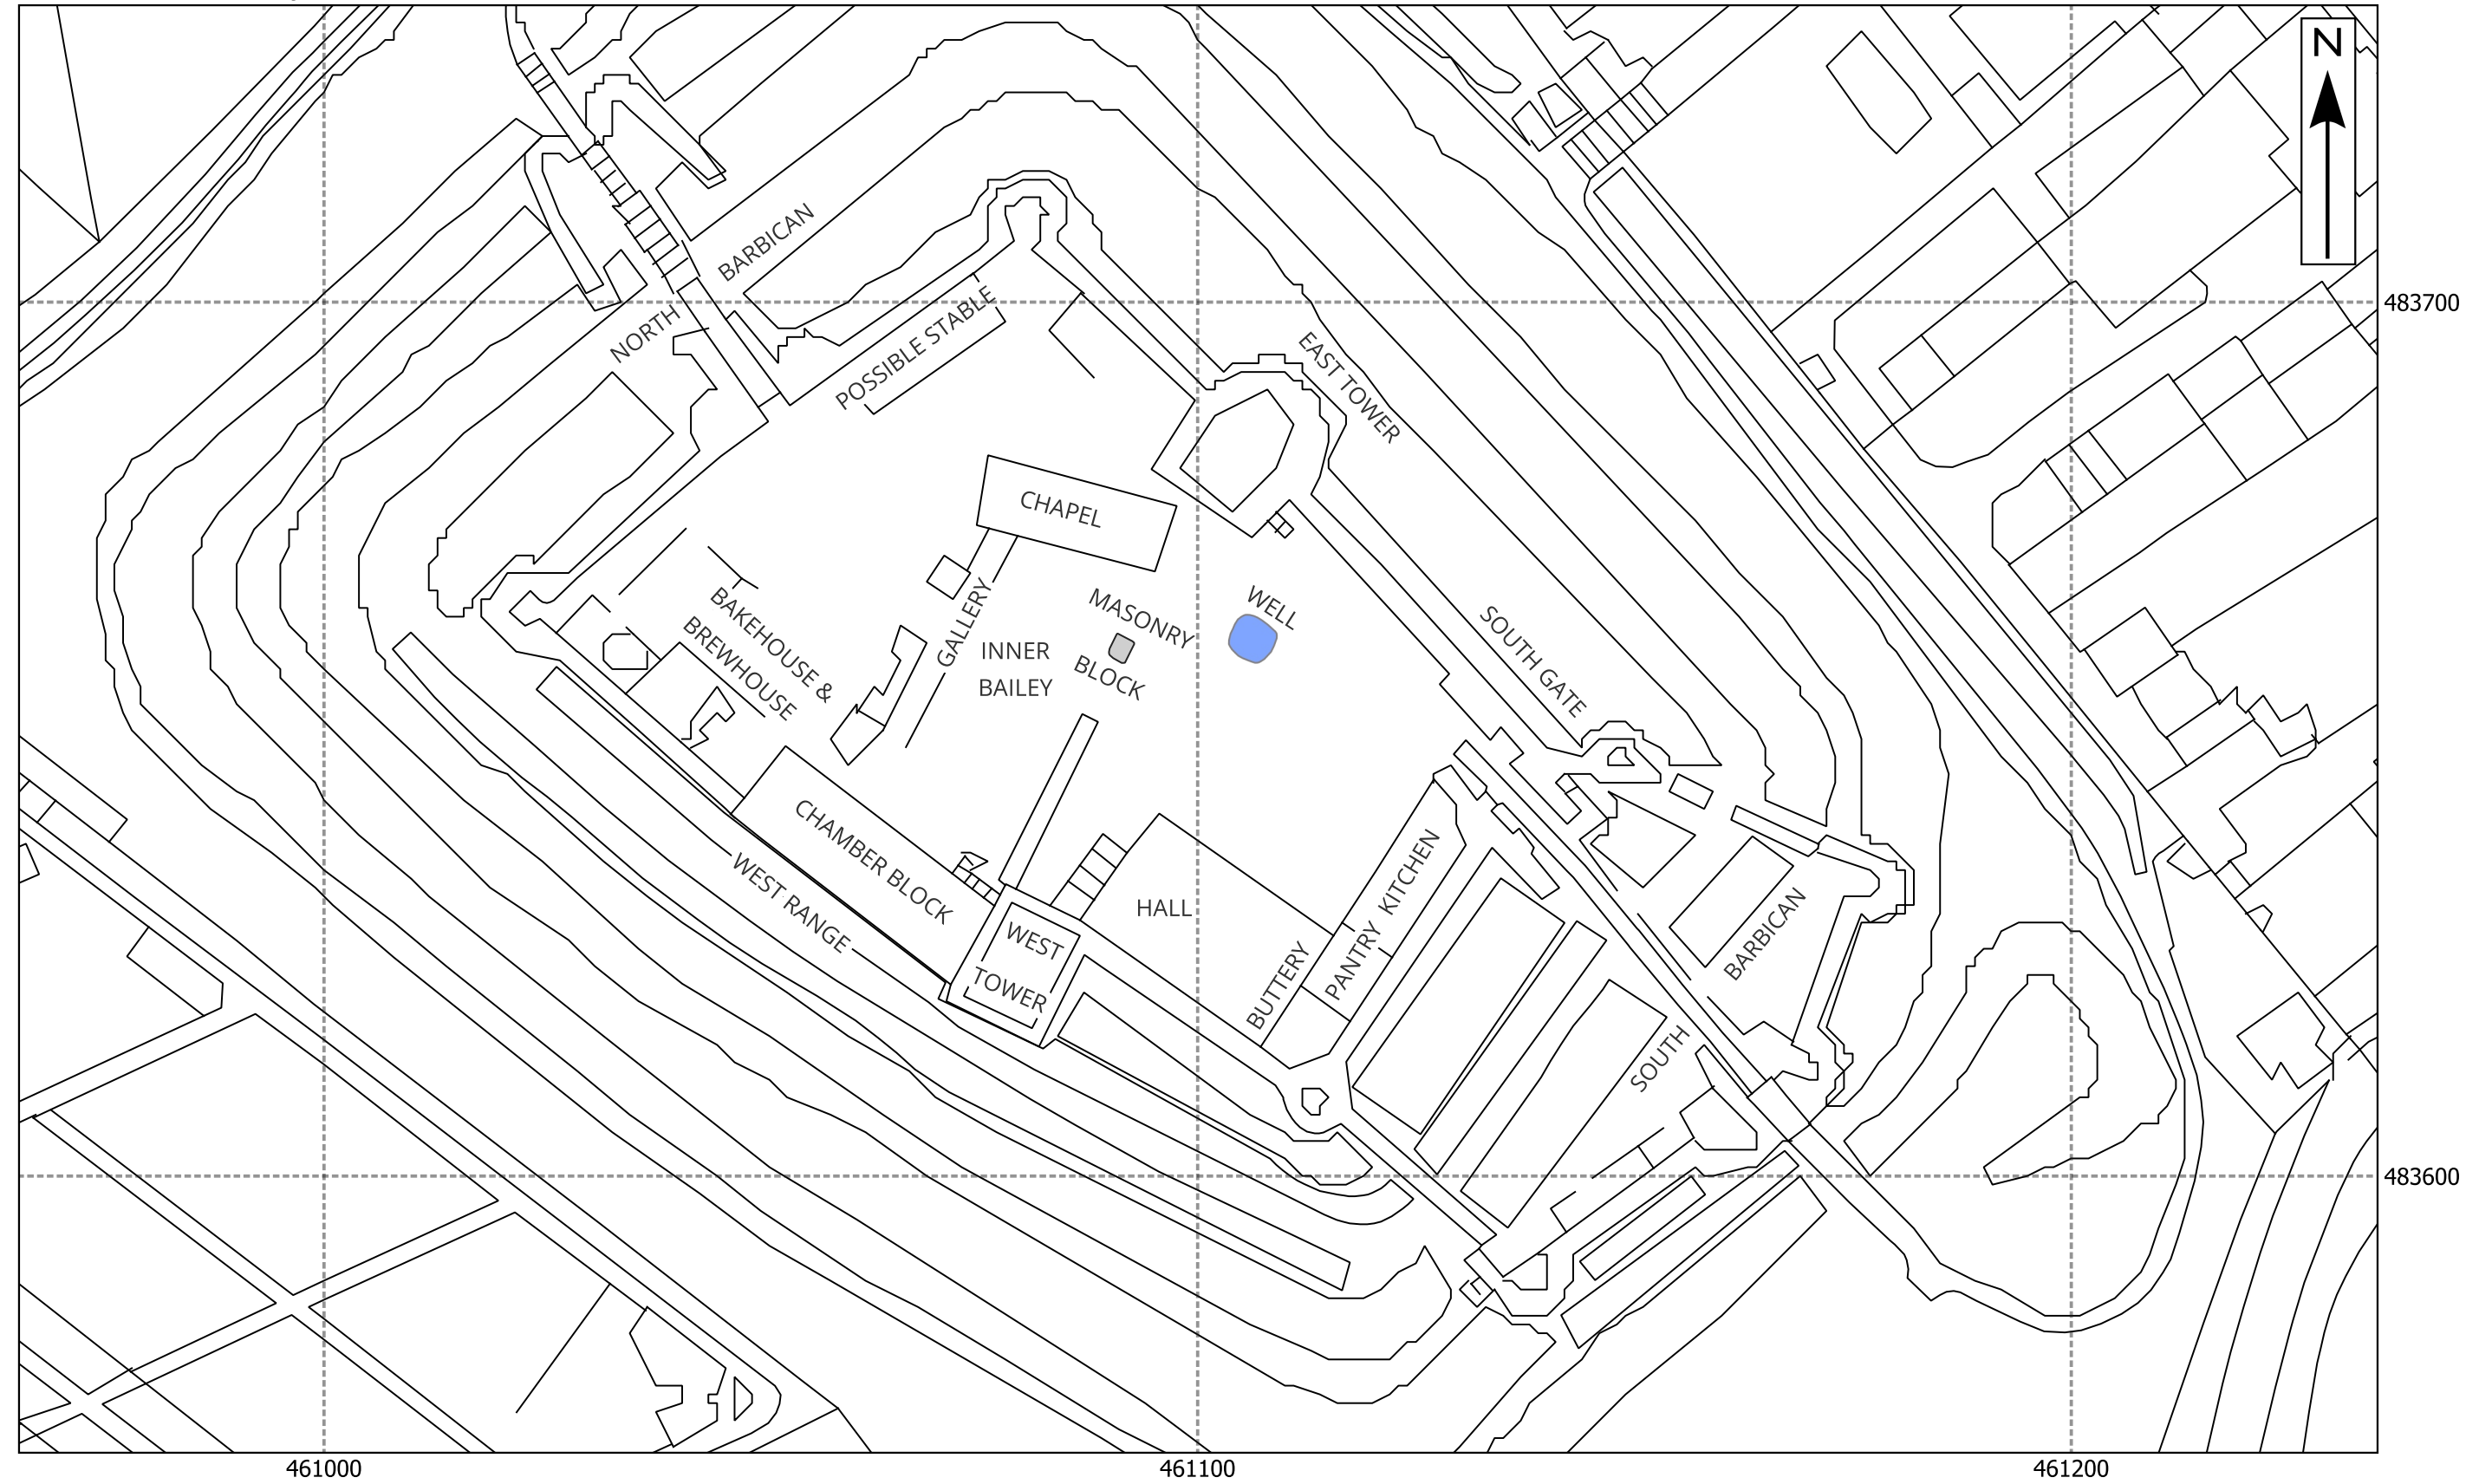 N
BARBICAN
NORTH
POSSIBLE STABLE
EAST TOWER
483700
CHAPEL
GALLERY
MASONRY
BLOCK
WELL
BAKEHOUSE &
BREWHOUSE
INNER
BAILEY
SOUTH GATE
CHAMBER BLOCK
WEST RANGE
WEST
TOWER
HALL
KITCHEN
PANTRY
BUTTERY
BARBICAN
SOUTH
483600
461000
461100
461200